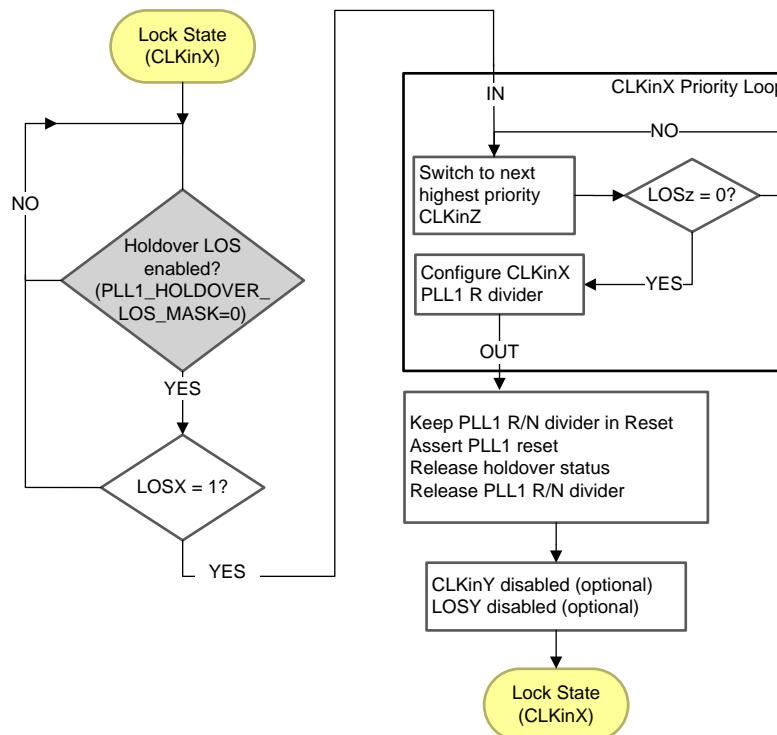 Lock State
(CLKinX)
NO
Holdover LOS
enabled?
(PLL1_HOLDOVER_
LOS_MASK=0)
YES
LOSX = 1?
YES
IN
CLKinX Priority Loop
NO
Switch to next
highest priority
CLKinZ
LOSz = 0?
YES
Configure CLKinX
PLL1 R divider
OUT
Keep PLL1 R/N divider in Reset
Assert PLL1 reset
Release holdover status
Release PLL1 R/N divider
CLKinY disabled (optional)
LOSY disabled (optional)
Lock State
(CLKinX)